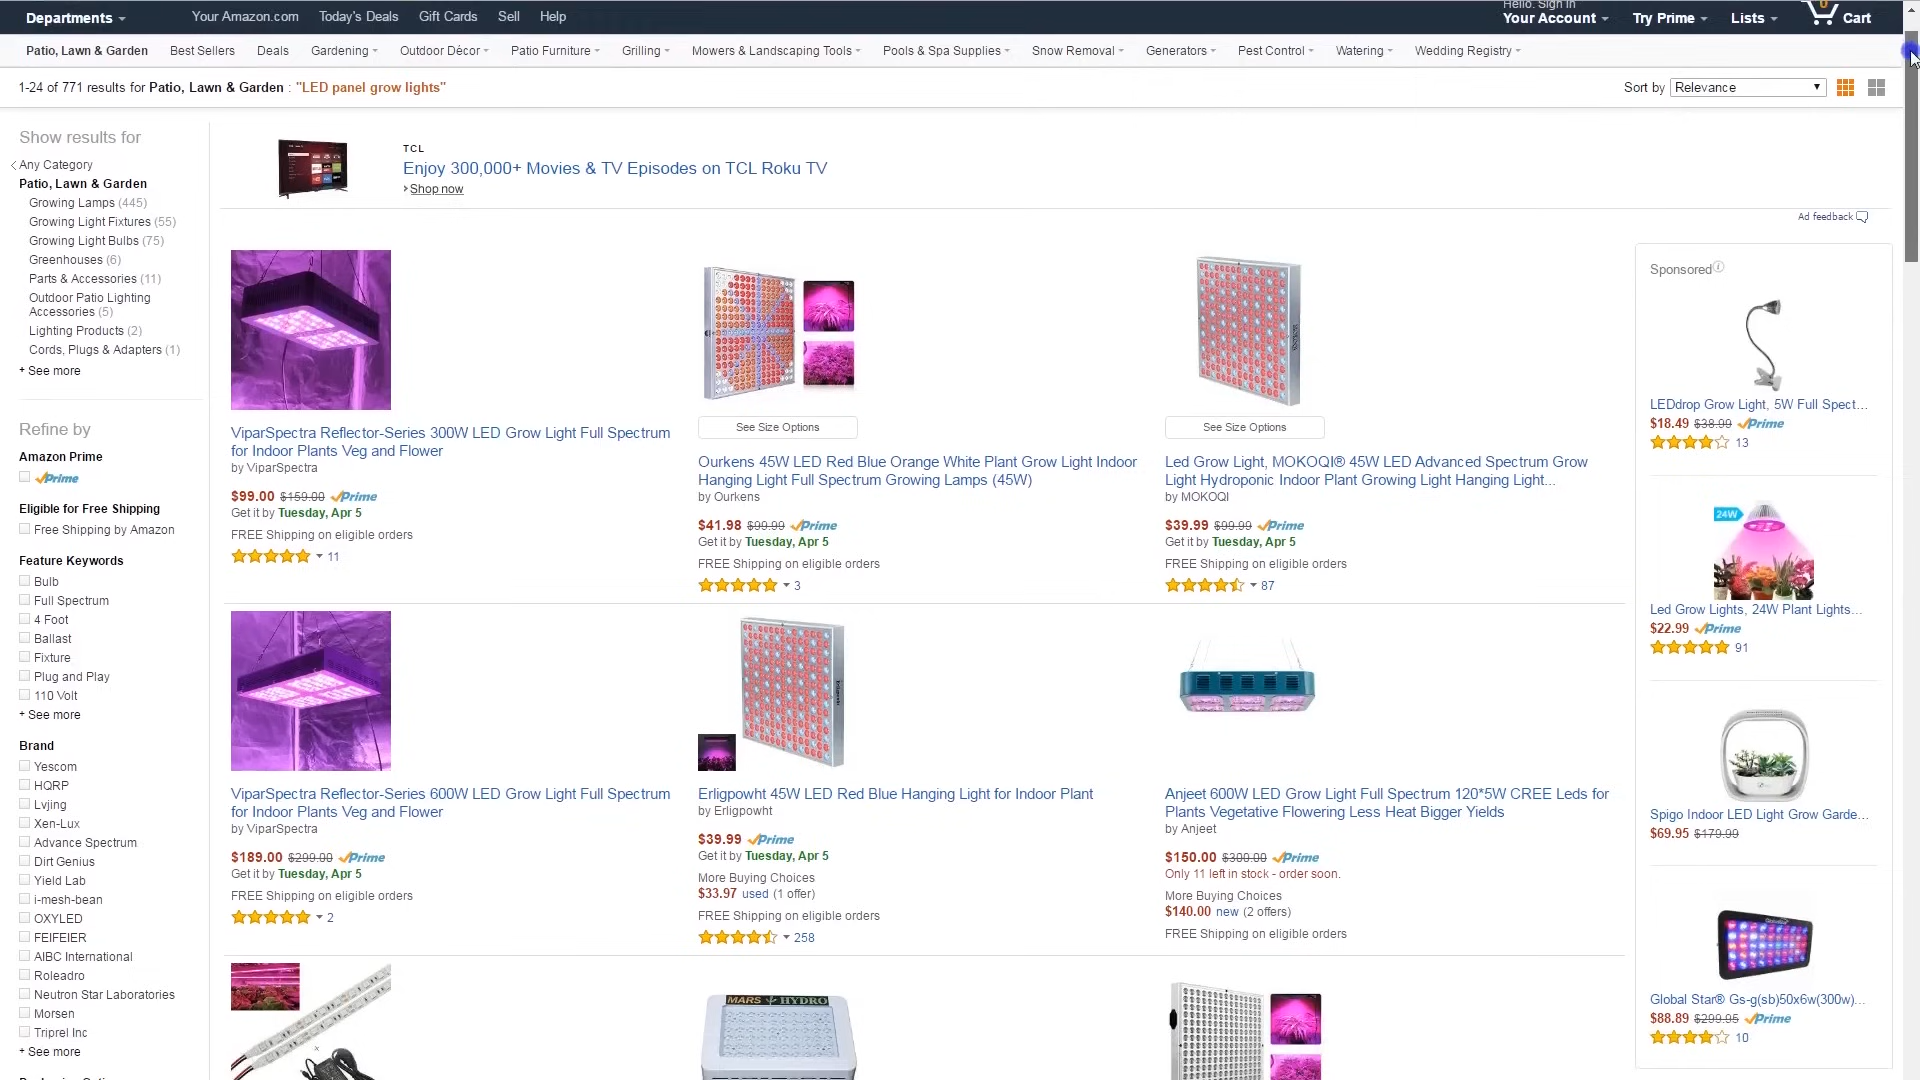 Departments
Your Amazon.com
Today's Deals
Gift Cards
Sell
Help
Hello. Sign in
Your Account
Try Prime
Lists
0
Cart
Patio, Lawn & Garden
Best Sellers
Deals
Gardening
Outdoor Décor
Patio Furniture
Grilling
Mowers & Landscaping Tools
Pools & Spa Supplies
Snow Removal
Generators
Pest Control
Watering
Wedding Registry
1-24 of 771 results for Patio, Lawn & Garden : "LED panel grow lights"
Sort by Relevance
Show results for
Any Category
Patio, Lawn & Garden
Growing Lamps (445)
Growing Light Fixtures (55)
Growing Light Bulbs (75)
Greenhouses (6)
Parts & Accessories (11)
Outdoor Patio Lighting
Accessories (5)
Lighting Products (2)
Cords, Plugs & Adapters (1)
+ See more
Refine by
Amazon Prime
Prime
Eligible for Free Shipping
Free Shipping by Amazon
Feature Keywords
Bulb
Full Spectrum
4 Foot
Ballast
Fixture
Plug and Play
110 Volt
+ See more
Brand
Yescom
HQRP
Lvjing
Xen-Lux
Advance Spectrum
Dirt Genius
Yield Lab
i-mesh-bean
OXYLED
FEIFEIER
AIBC International
Roleadro
Neutron Star Laboratories
Morsen
Triprel Inc
+ See more
TCL
Enjoy 300,000+ Movies & TV Episodes on TCL Roku TV
Shop now
Ad feedback
ViparSpectra Reflector-Series 300W LED Grow Light Full Spectrum
for Indoor Plants Veg and Flower
by ViparSpectra
$99.00 $159.00 Prime
Get it by Tuesday, Apr 5
FREE Shipping on eligible orders
11
See Size Options
Ourkens 45W LED Red Blue Orange White Plant Grow Light Indoor
Hanging Light Full Spectrum Growing Lamps (45W)
by Ourkens
$41.98 $99.99 Prime
Get it by Tuesday, Apr 5
FREE Shipping on eligible orders
3
See Size Options
Led Grow Light, MOKOQI® 45W LED Advanced Spectrum Grow
Light Hydroponic Indoor Plant Growing Light Hanging Light...
by MOKOQI
$39.99 $99.99 Prime
Get it by Tuesday, Apr 5
FREE Shipping on eligible orders
87
ViparSpectra Reflector-Series 600W LED Grow Light Full Spectrum
for Indoor Plants Veg and Flower
by ViparSpectra
$189.00 $299.00 Prime
Get it by Tuesday, Apr 5
FREE Shipping on eligible orders
2
Erligpowht 45W LED Red Blue Hanging Light for Indoor Plant
by Erligpowht
$39.99 Prime
Get it by Tuesday, Apr 5
More Buying Choices
$33.97 used (1 offer)
FREE Shipping on eligible orders
258
Anjeet 600W LED Grow Light Full Spectrum 120*5W CREE Leds for
Plants Vegetative Flowering Less Heat Bigger Yields
by Anjeet
$150.00 $300.00 Prime
Only 11 left in stock - order soon.
More Buying Choices
$140.00 new (2 offers)
FREE Shipping on eligible orders
MARS HYDRO
Sponsored
LEDdrop Grow Light, 5W Full Spect...
$18.49 $38.99 Prime
13
24W
Led Grow Lights, 24W Plant Lights...
$22.99 Prime
91
Spigo Indoor LED Light Grow Garde...
$69.95 $179.99
Global Star® Gs-g(sb)50x6w(300w)...
$88.89 $299.95 Prime
10